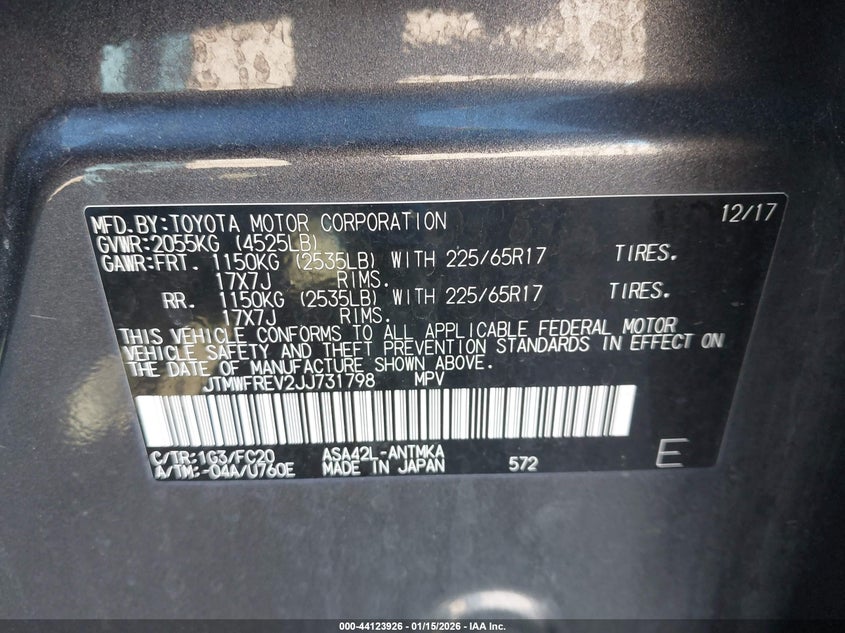 MFD.BY:TOYOTA MOTOR CORPORATION 12/17
GVWR:2055KG (4525LB)
GAWR:FRT. 1150KG (2535LB) WITH 225/65R17 TIRES.
17X7J RIMS.
RR. 1150KG (2535LB) WITH 225/65R17 TIRES.
17X7J RIMS.
THIS VEHICLE CONFORMS TO ALL APPLICABLE FEDERAL MOTOR
VEHICLE SAFETY AND THEFT PREVENTION STANDARDS IN EFFECT ON
THE DATE OF MANUFACTURE SHOWN ABOVE.
JTMWFREV2JJ731798 MPV
C/TR:1G3/FC20 ASA42L-ANTMKA
A/TM:-04A/U760E MADE IN JAPAN 572 E
000-44123926 - 01/15/2026 - IAA Inc.